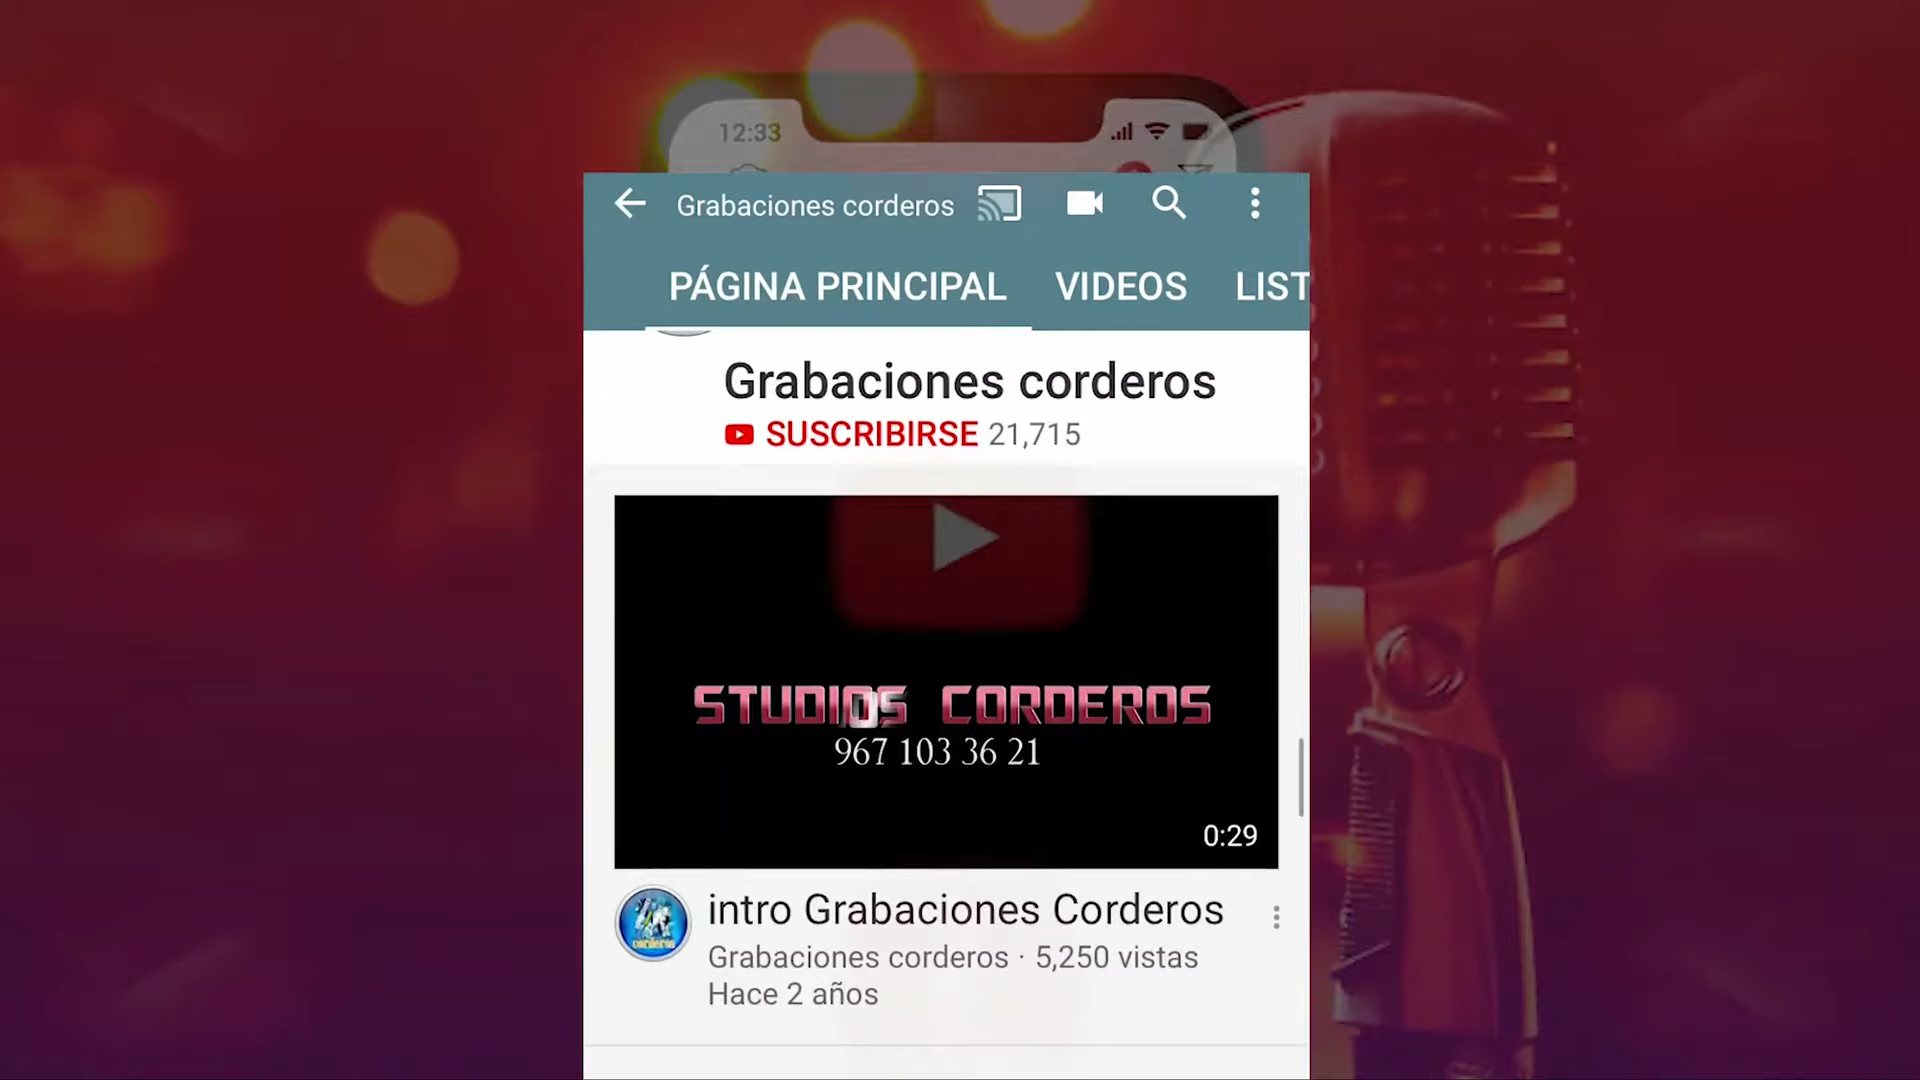 12:33
Grabaciones corderos
PÁGINA PRINCIPAL VIDEOS LIST
Grabaciones corderos
SUSCRIBIRSE 21,715
STUDIOS CORDEROS
967 103 36 21
0:29
intro Grabaciones Corderos
Grabaciones corderos · 5,250 vistas
Hace 2 años
corderos